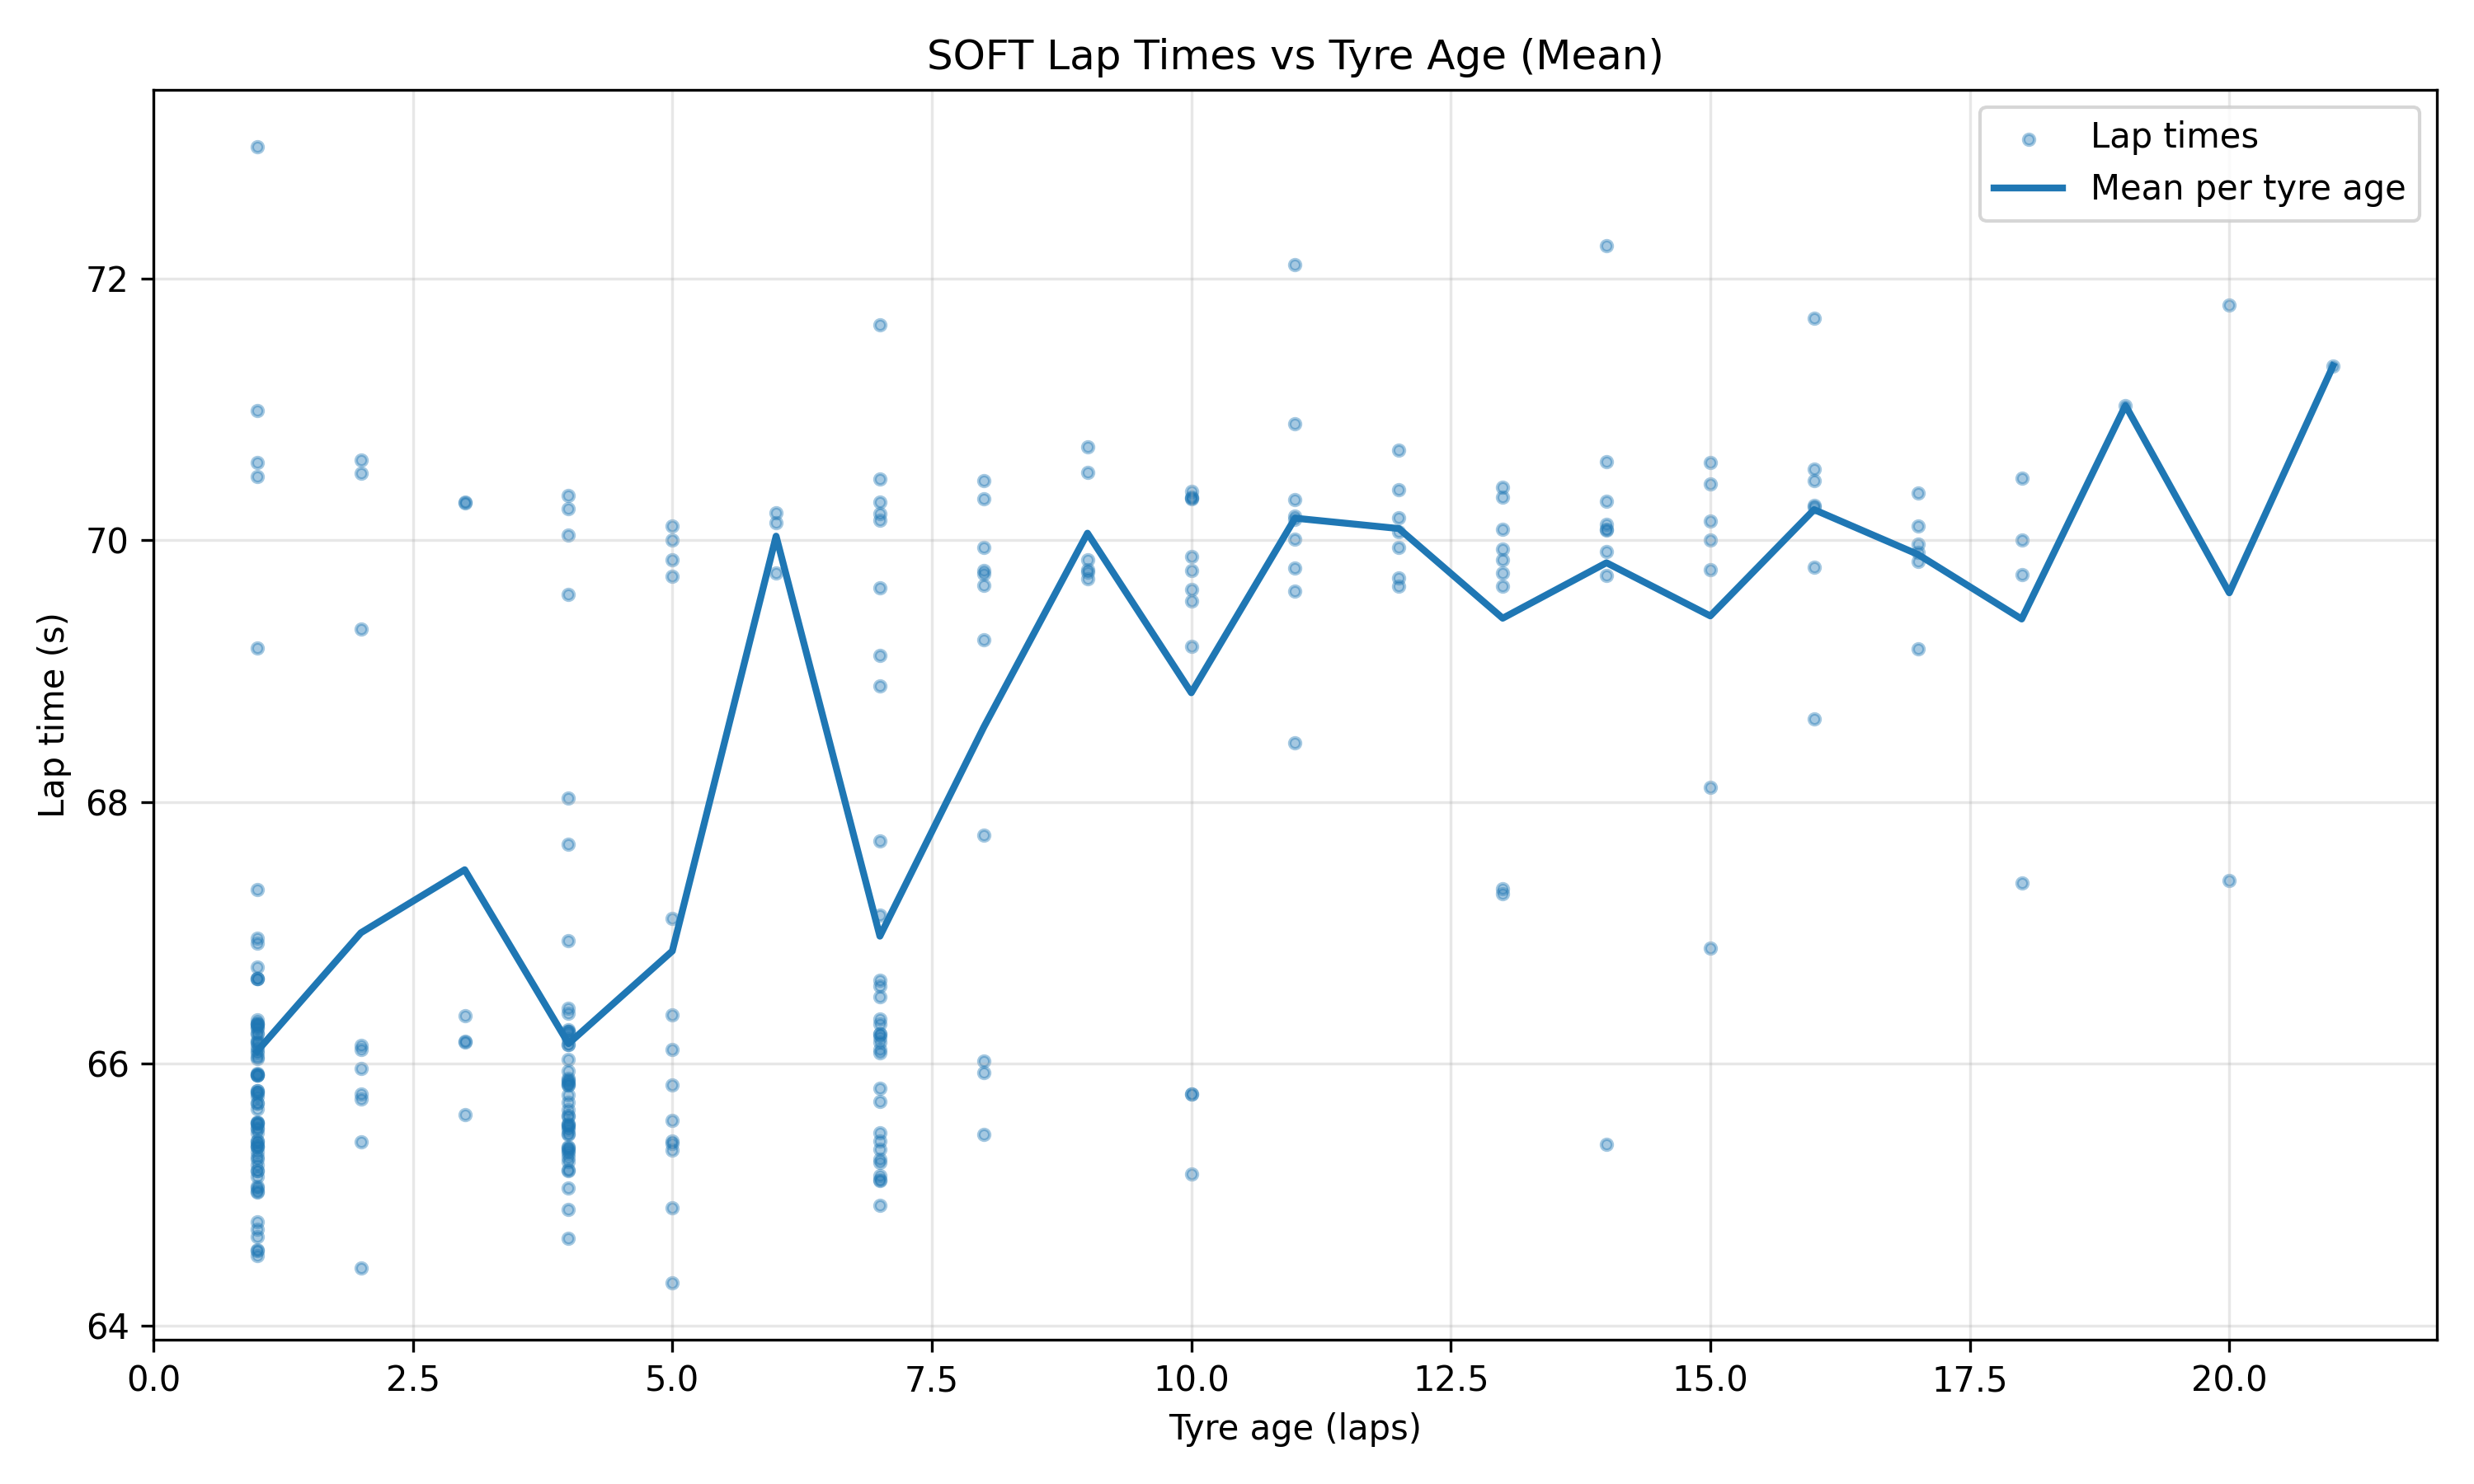 SOFT Lap Times vs Tyre Age (Mean)
Lap times
Mean per tyre age
Lap time (s)
72
70
68
66
64
0.0 2.5 5.0 7.5 10.0 12.5 15.0 17.5 20.0
Tyre age (laps)